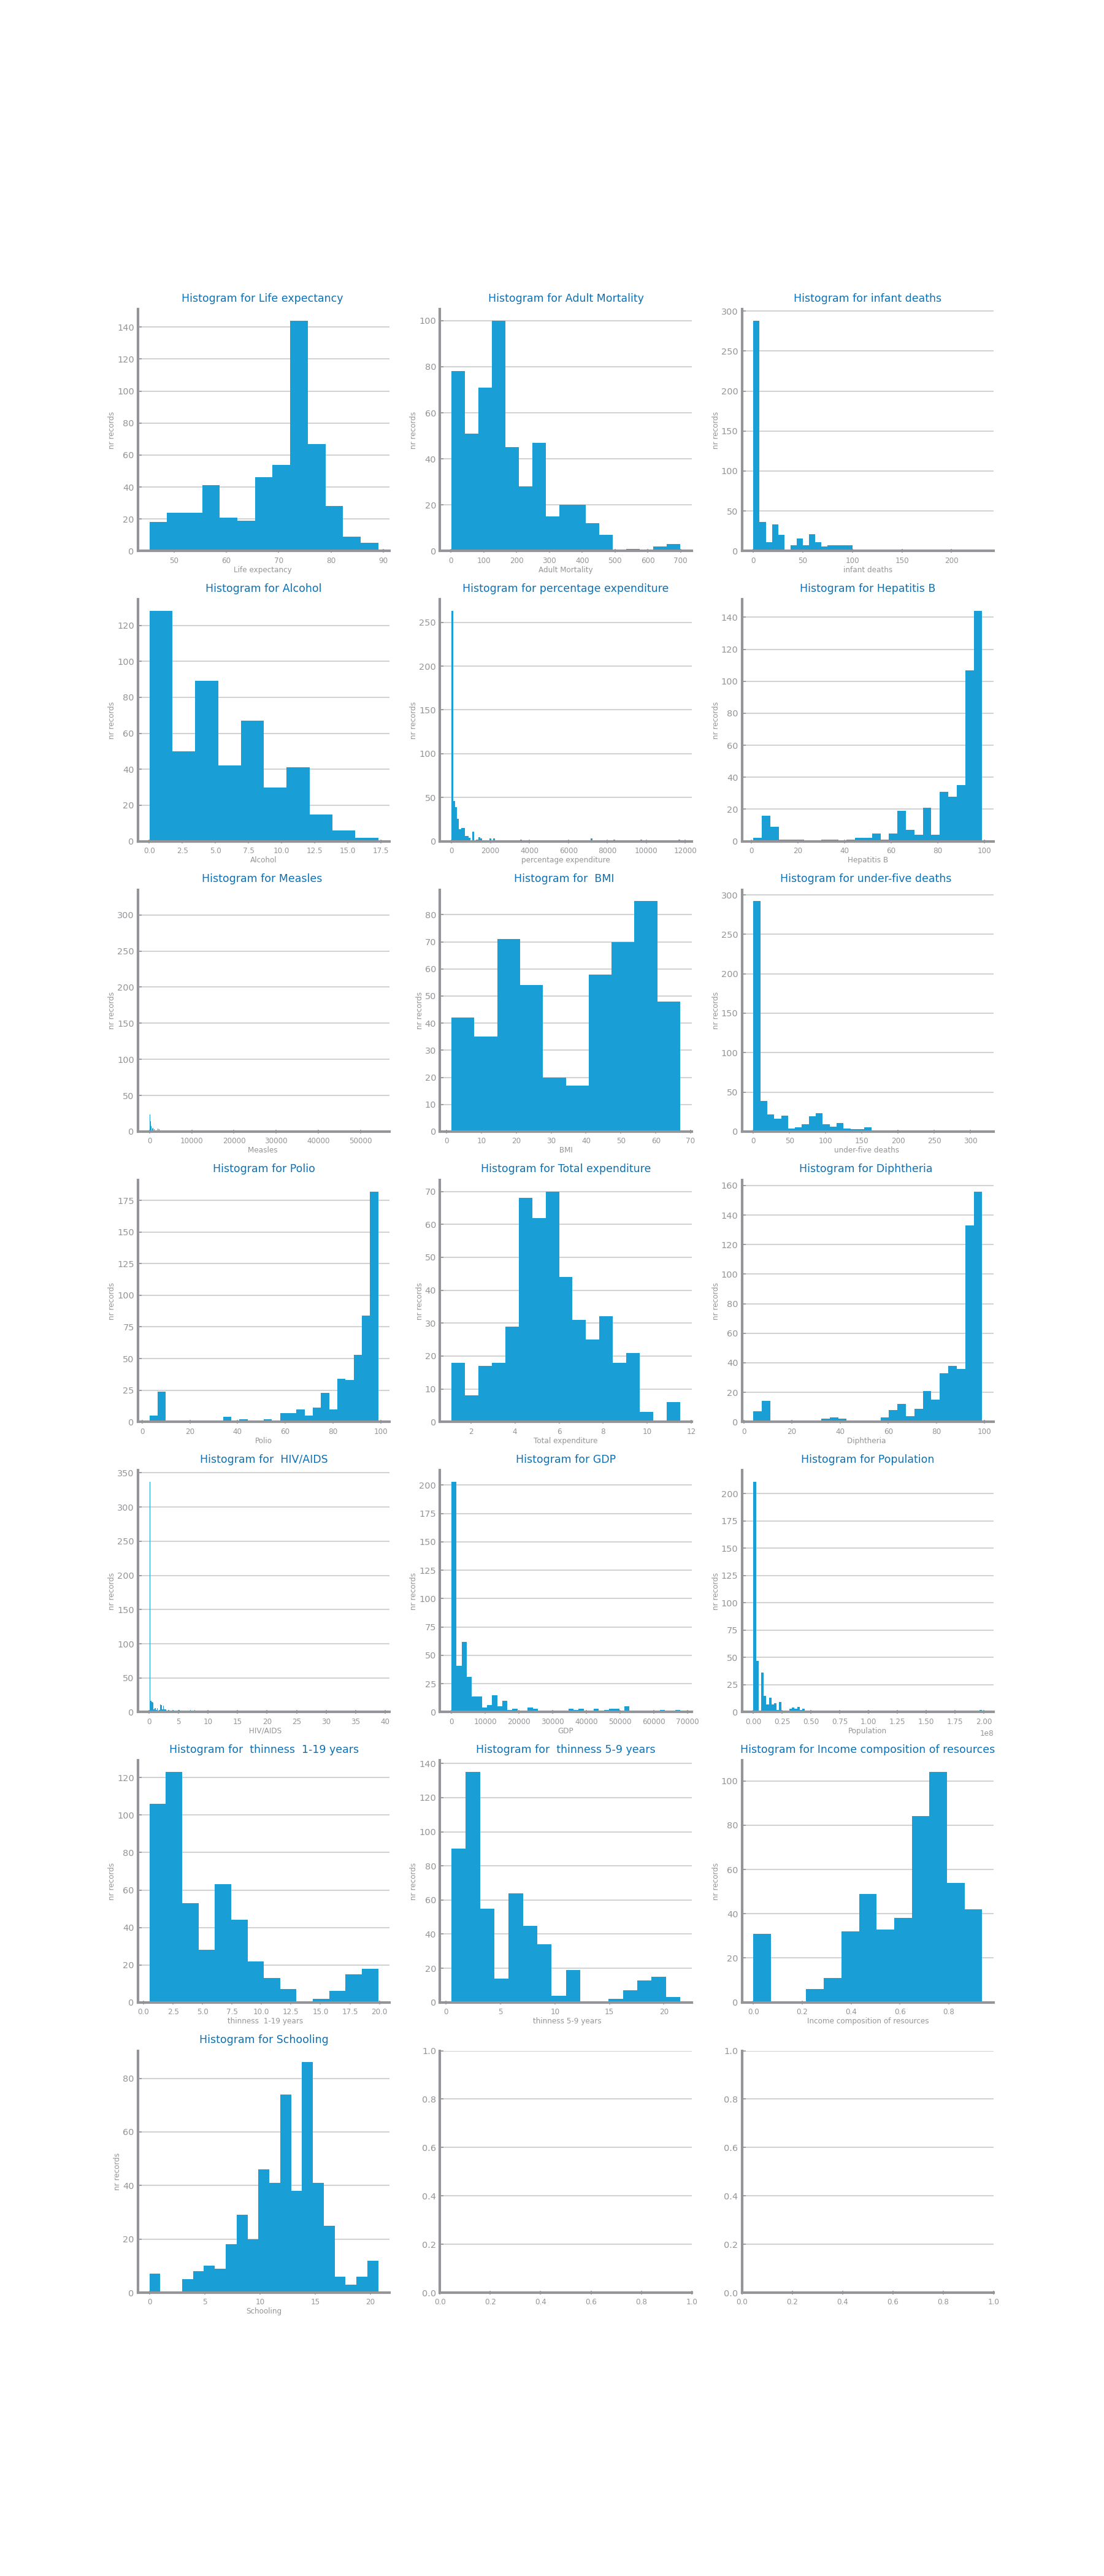 Histogram for Life expectancy
nr records
0 20 40 60 80 100 120 140
50 60 70 80 90
Life expectancy
Histogram for Adult Mortality
nr records
0 20 40 60 80 100
0 100 200 300 400 500 600 700
Adult Mortality
Histogram for infant deaths
nr records
0 50 100 150 200 250 300
0 50 100 150 200
infant deaths
Histogram for Alcohol
nr records
0 20 40 60 80 100 120
0.0 2.5 5.0 7.5 10.0 12.5 15.0 17.5
Alcohol
Histogram for percentage expenditure
nr records
0 50 100 150 200 250
0 2000 4000 6000 8000 10000 12000
percentage expenditure
Histogram for Hepatitis B
nr records
0 20 40 60 80 100 120 140
0 20 40 60 80 100
Hepatitis B
Histogram for Measles
nr records
0 50 100 150 200 250 300
0 10000 20000 30000 40000 50000
Measles
Histogram for  BMI
nr records
0 10 20 30 40 50 60 70 80
0 10 20 30 40 50 60 70
BMI
Histogram for under-five deaths
nr records
0 50 100 150 200 250 300
0 50 100 150 200 250 300
under-five deaths
Histogram for Polio
nr records
0 25 50 75 100 125 150 175
0 20 40 60 80 100
Polio
Histogram for Total expenditure
nr records
0 10 20 30 40 50 60 70
2 4 6 8 10 12
Total expenditure
Histogram for Diphtheria
nr records
0 20 40 60 80 100 120 140 160
0 20 40 60 80 100
Diphtheria
Histogram for  HIV/AIDS
nr records
0 50 100 150 200 250 300 350
0 5 10 15 20 25 30 35 40
HIV/AIDS
Histogram for GDP
nr records
0 25 50 75 100 125 150 175 200
0 10000 20000 30000 40000 50000 60000 70000
GDP
Histogram for Population
nr records
0 25 50 75 100 125 150 175 200
0.00 0.25 0.50 0.75 1.00 1.25 1.50 1.75 2.00
Population
1e8
Histogram for  thinness  1-19 years
nr records
0 20 40 60 80 100 120
0.0 2.5 5.0 7.5 10.0 12.5 15.0 17.5 20.0
thinness  1-19 years
Histogram for  thinness 5-9 years
nr records
0 20 40 60 80 100 120 140
0 5 10 15 20
thinness 5-9 years
Histogram for Income composition of resources
nr records
0 20 40 60 80 100
0.0 0.2 0.4 0.6 0.8
Income composition of resources
Histogram for Schooling
nr records
0 20 40 60 80
0 5 10 15 20
Schooling
0.0 0.2 0.4 0.6 0.8 1.0
0.0 0.2 0.4 0.6 0.8 1.0
0.0 0.2 0.4 0.6 0.8 1.0
0.0 0.2 0.4 0.6 0.8 1.0